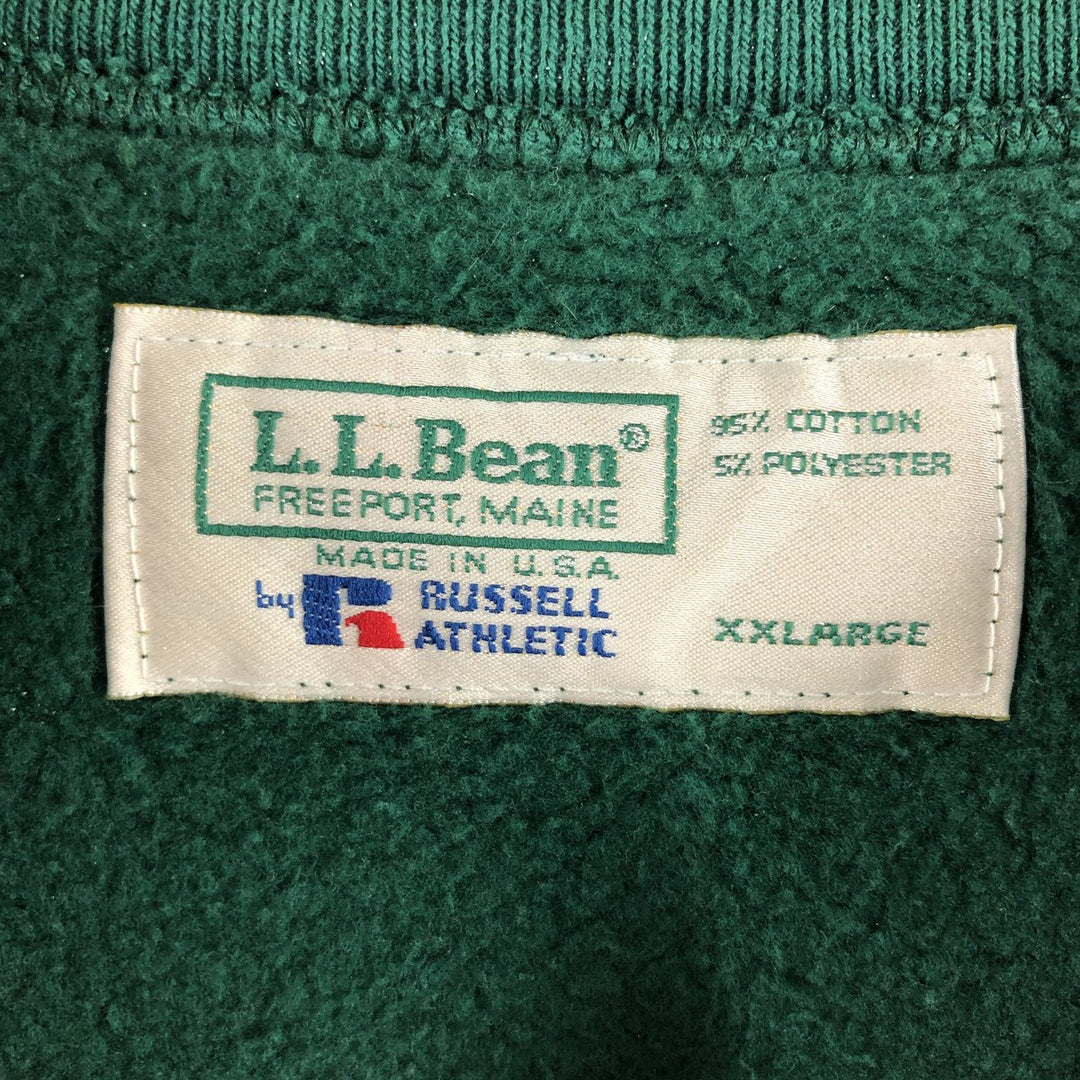 L.L.Bean®
FREEPORT, MAINE
MADE IN U.S.A.
by RUSSELL
ATHLETIC
95% COTTON
5% POLYESTER
XXLARGE